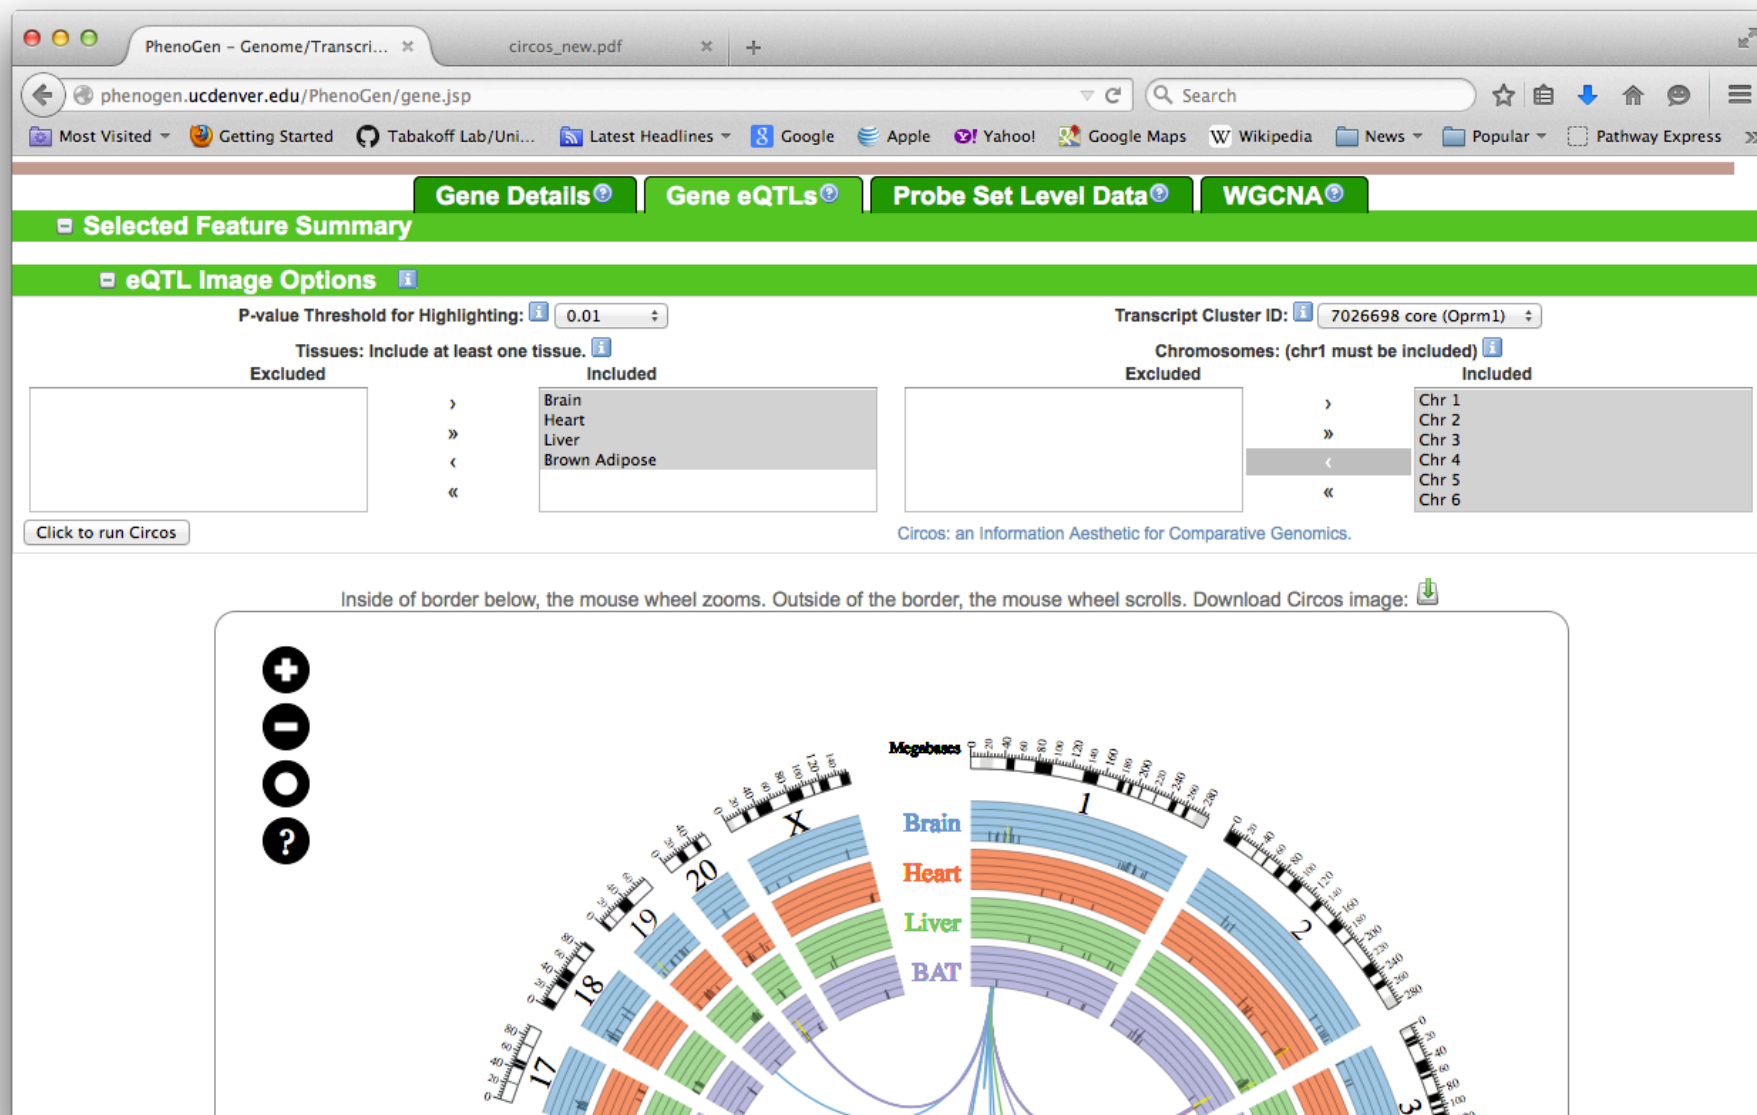 PhenoGen – Genome/Transcri...
circos_new.pdf
phenogen.ucdenver.edu/PhenoGen/gene.jsp
Search
Most Visited
Getting Started
Tabakoff Lab/Uni...
Latest Headlines
Google
Apple
Yahoo!
Google Maps
Wikipedia
News
Popular
Pathway Express
Gene Details
Gene eQTLs
Probe Set Level Data
WGCNA
Selected Feature Summary
eQTL Image Options
P-value Threshold for Highlighting: 0.01
Transcript Cluster ID: 7026698 core (Oprm1)
Tissues: Include at least one tissue.
Chromosomes: (chr1 must be included)
Excluded
Included
Excluded
Included
Brain
Heart
Liver
Brown Adipose
Chr 1
Chr 2
Chr 3
Chr 4
Chr 5
Chr 6
Click to run Circos
Circos: an Information Aesthetic for Comparative Genomics.
Inside of border below, the mouse wheel zooms. Outside of the border, the mouse wheel scrolls. Download Circos image:
Megabases
Brain
Heart
Liver
BAT
1
2
3
17
18
19
20
X